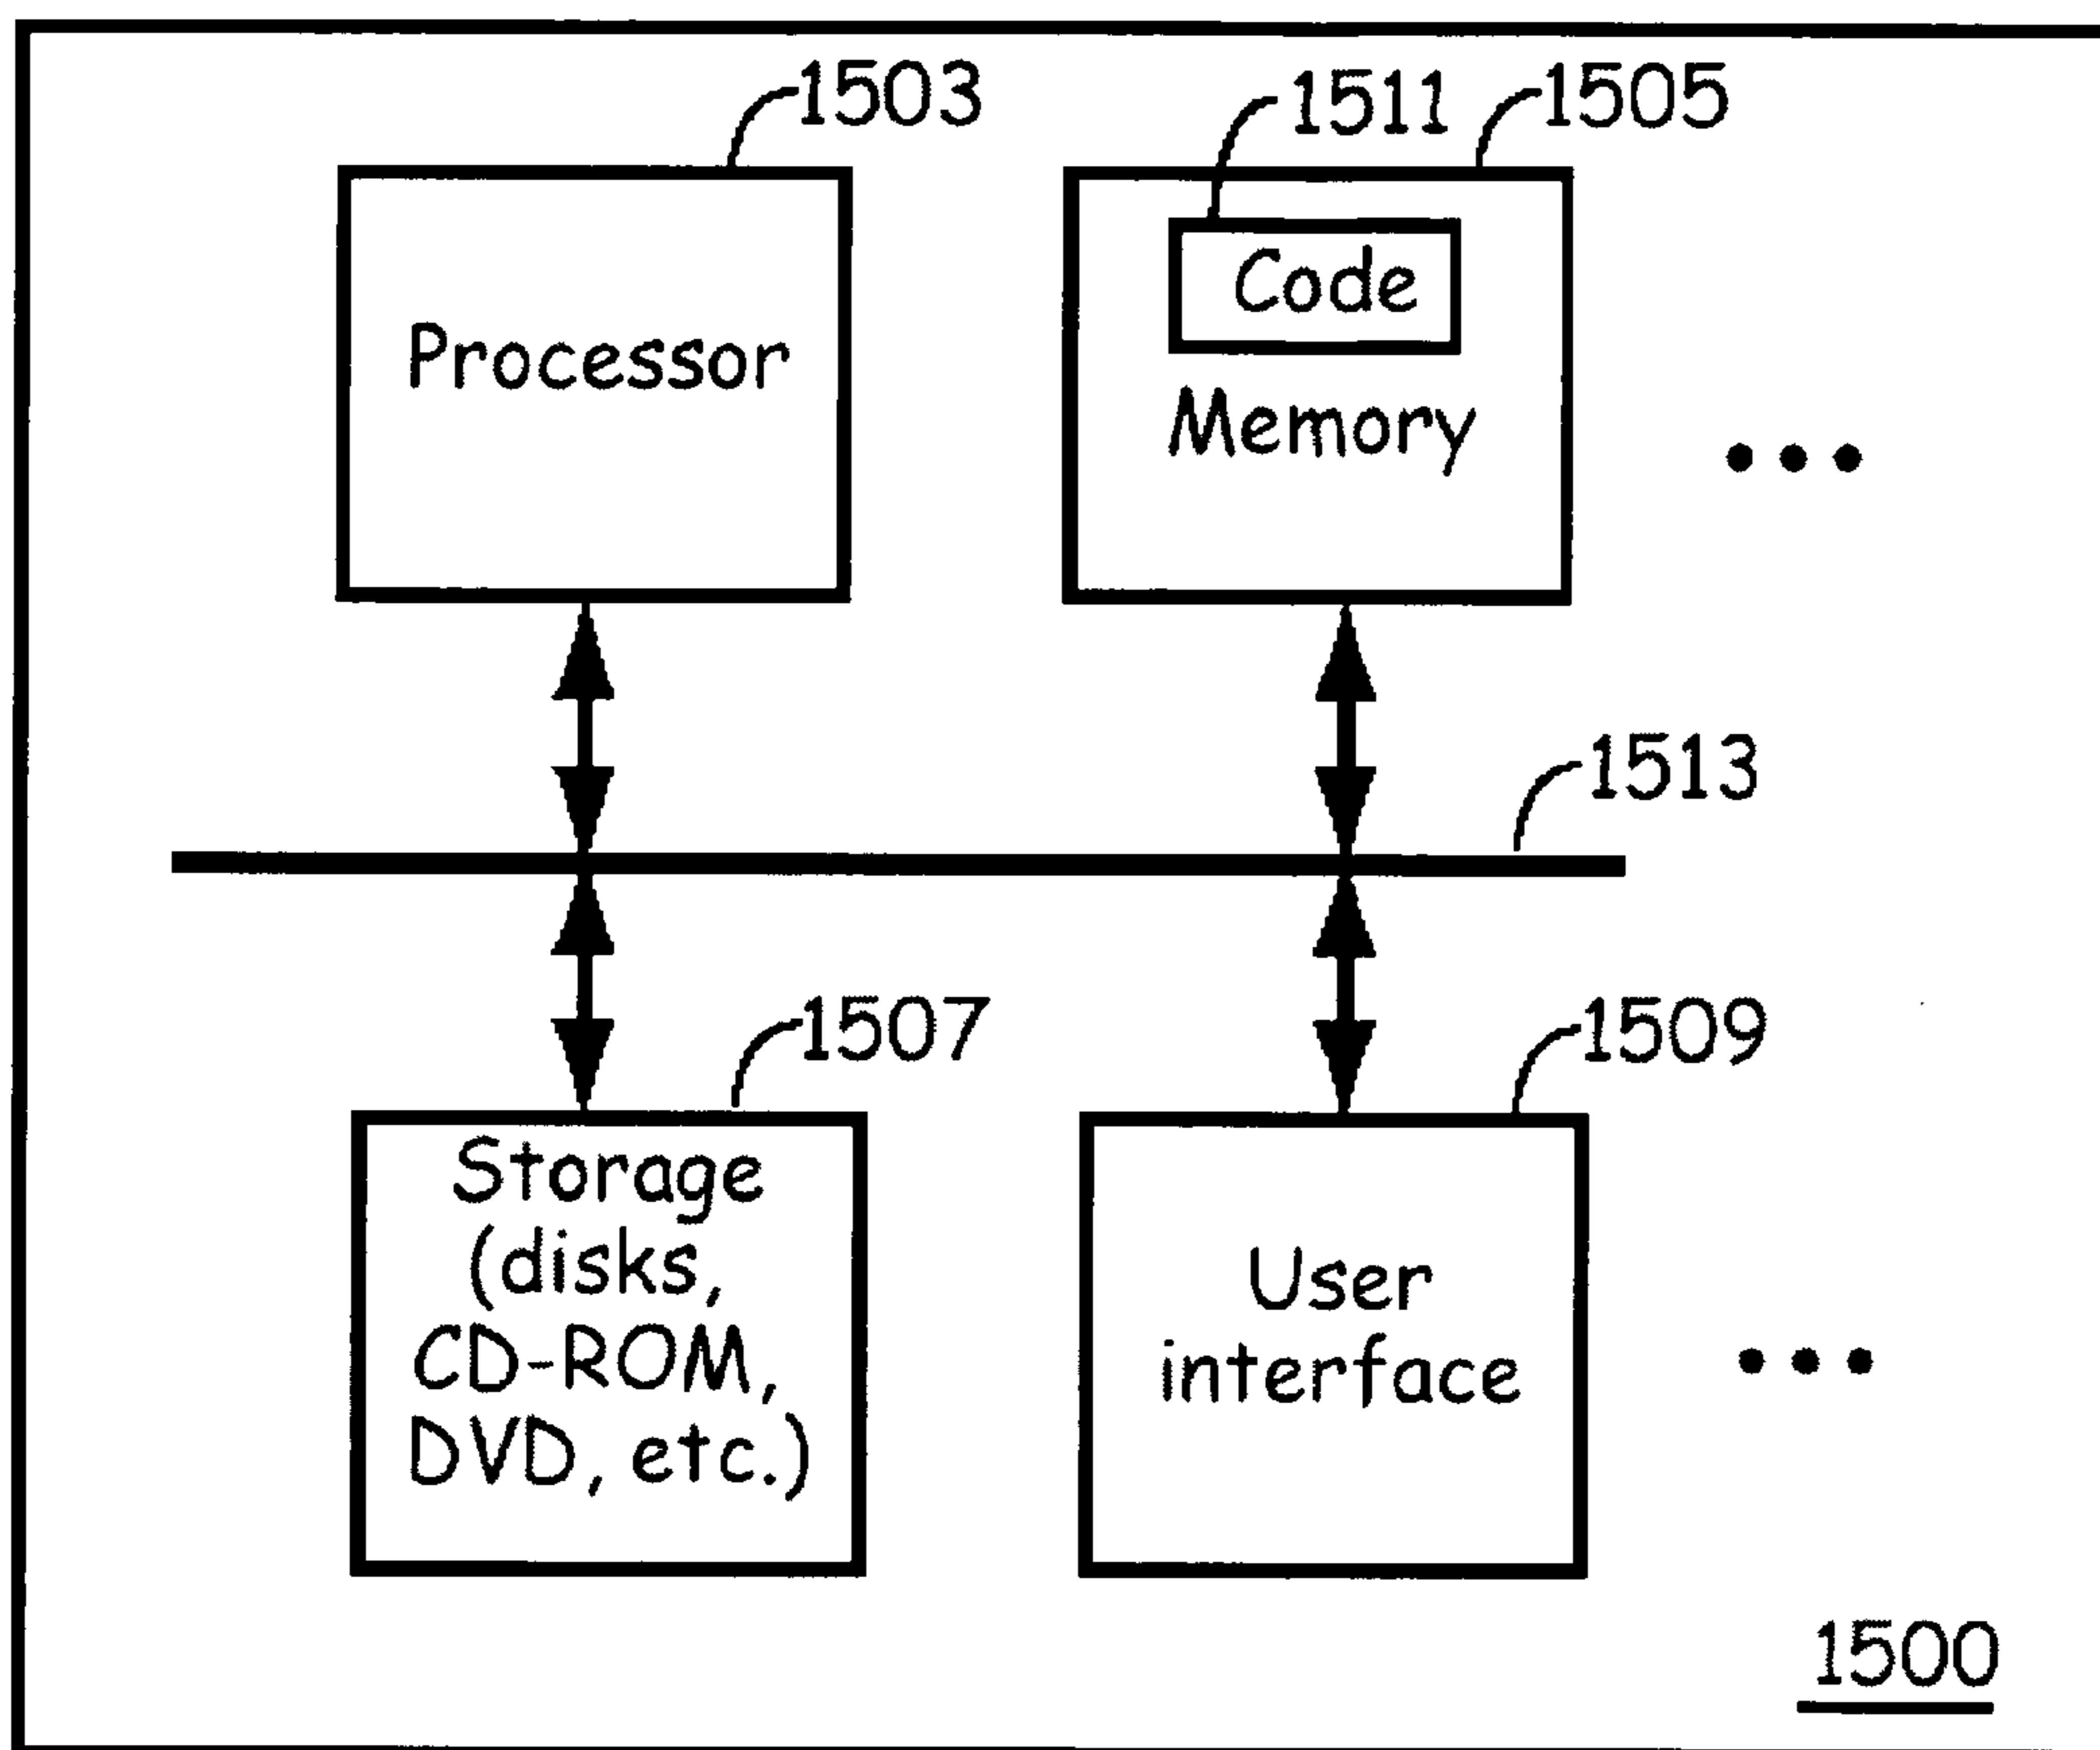 1503
1511
1505
Code
Processor
Memory
1513
1507
1509
Storage
(disks,
CD-ROM,
DVD, etc.)
User
interface
1500